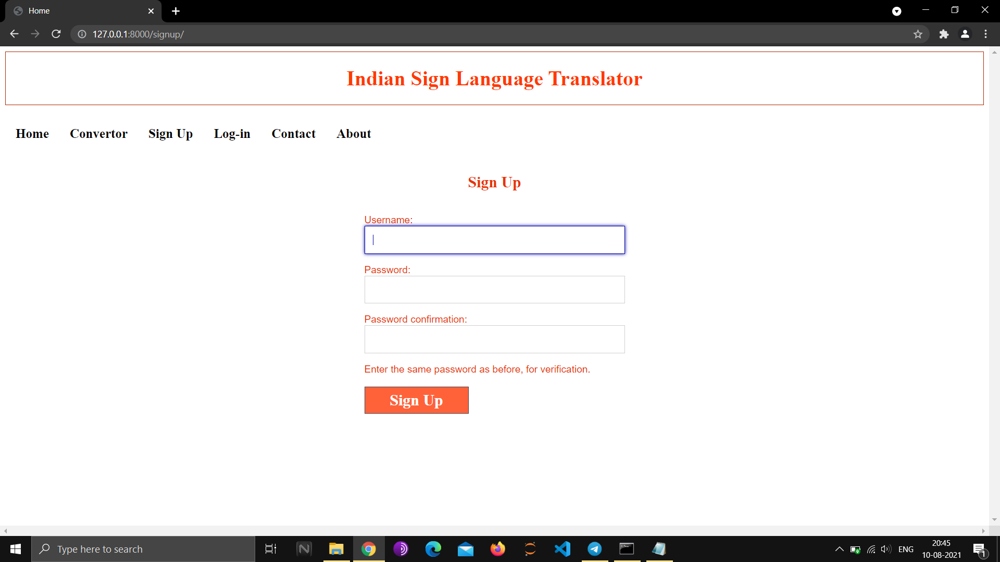 Home
127.0.0.1:8000/signup/
Indian Sign Language Translator
Home Convertor Sign Up Log-in Contact About
Sign Up
Username:
Password:
Password confirmation:
Enter the same password as before, for verification.
Sign Up
Type here to search
ENG
20:45
10-08-2021
1